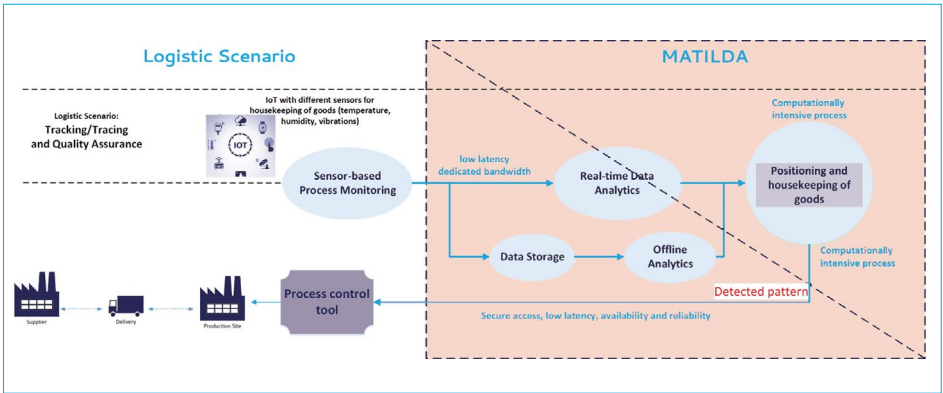 Logistic Scenario
MATILDA
Logistic Scenario:
Tracking/Tracing
and Quality Assurance
IoT with different sensors for
housekeeping of goods (temperature,
humidity, vibrations)
IOT
Sensor-based
Process Monitoring
low latency
dedicated bandwidth
Real-time Data
Analytics
Computationally
intensive process
Positioning and
housekeeping of
goods
Data Storage
Offline
Analytics
Computationally
intensive process
Detected pattern
Process control
tool
Secure access, low latency, availability and reliability
Supplier
Delivery
Production Site